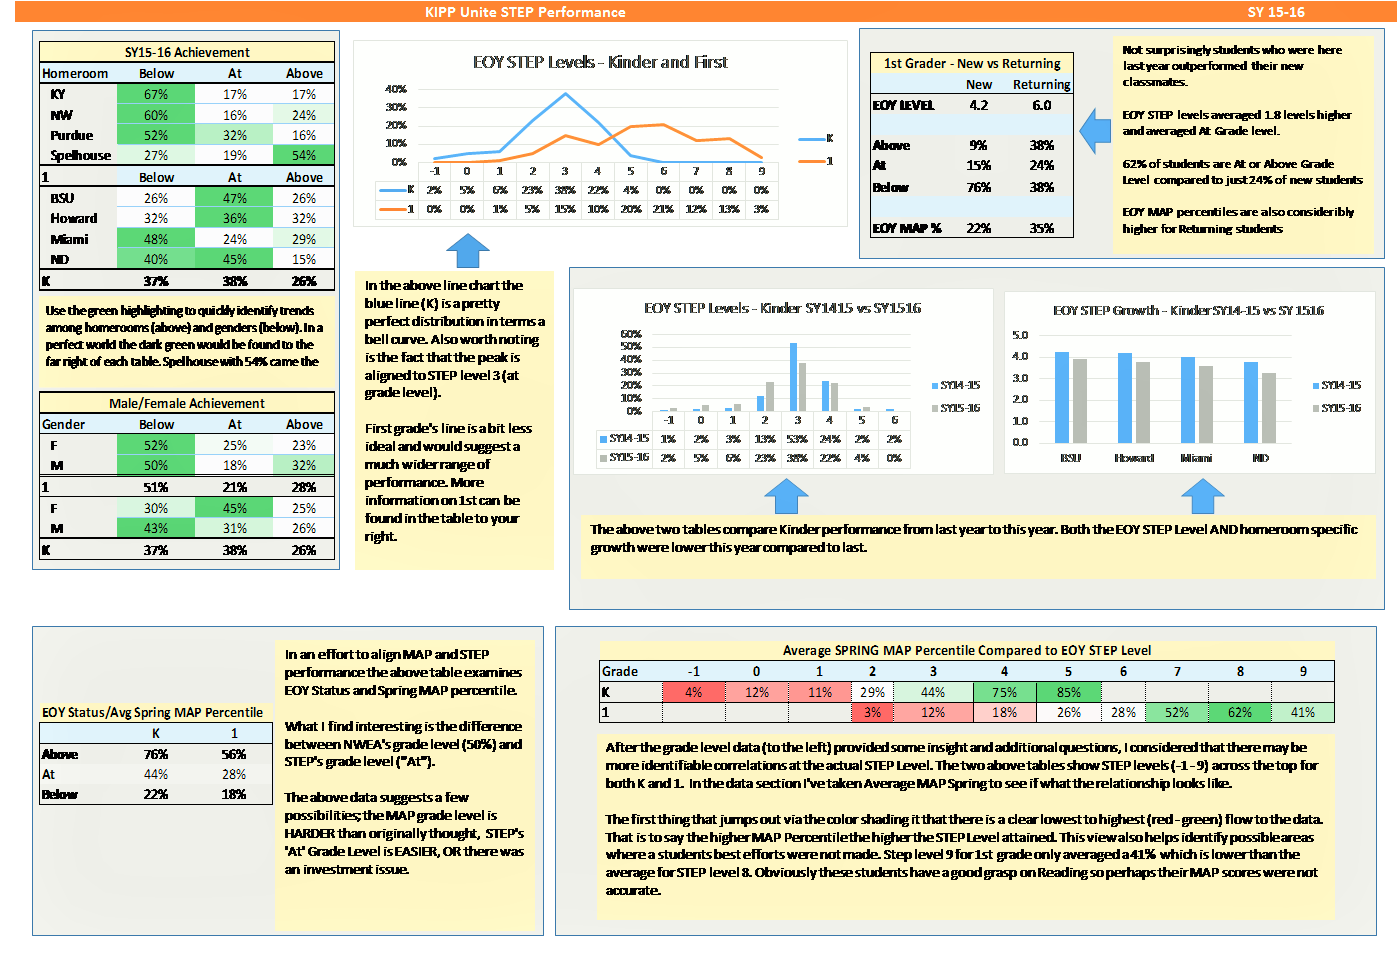 KIPP Unite STEP Performance SY 15-16
SY15-16 Achievement
Homeroom Below At Above
KY 67% 17% 17%
NW 60% 16% 24%
Purdue 52% 32% 16%
Spelhouse 27% 19% 54%
1 Below At Above
BSU 26% 47% 26%
Howard 32% 36% 32%
Miami 48% 24% 29%
ND 40% 45% 15%
K 37% 38% 26%
Use the green highlighting to quickly identify trends
among homerooms (above) and genders (below). In a
perfect world the dark green would be found to the
far right of each table. Spelhouse with 54% came the
Male/Female Achievement
Gender Below At Above
F 52% 25% 23%
M 50% 18% 32%
1 51% 21% 28%
F 30% 45% 25%
M 43% 31% 26%
K 37% 38% 26%
EOY STEP Levels - Kinder and First
40%
30%
20%
10%
0%
K
1
-1 0 1 2 3 4 5 6 7 8 9
K 2% 5% 6% 23% 38% 22% 4% 0% 0% 0% 0%
1 0% 0% 1% 5% 15% 10% 20% 21% 12% 13% 3%
In the above line chart the
blue line (K) is a pretty
perfect distribution in terms a
bell curve. Also worth noting
is the fact that the peak is
aligned to STEP level 3 (at
grade level).
First grade's line is a bit less
ideal and would suggest a
much wider range of
performance. More
information on 1st can be
found in the table to your
right.
1st Grader - New vs Returning
New Returning
EOY LEVEL 4.2 6.0
Above 9% 38%
At 15% 24%
Below 76% 38%
EOY MAP % 22% 35%
Not surprisingly students who were here
last year outperformed their new
classmates.
EOY STEP levels averaged 1.8 levels higher
and averaged At Grade level.
62% of students are At or Above Grade
Level compared to just 24% of new students
EOY MAP percentiles are also consideribly
higher for Returning students
EOY STEP Levels - Kinder SY1415 vs SY1516
60%
50%
40%
30%
20%
10%
0%
SY14-15
SY15-16
-1 0 1 2 3 4 5 6
SY14-15 1% 2% 3% 13% 53% 24% 2% 2%
SY15-16 2% 5% 6% 23% 38% 22% 4% 0%
EOY STEP Growth - Kinder SY14-15 vs SY 1516
5.0
4.0
3.0
2.0
1.0
0.0
SY14-15
SY15-16
BSU Howard Miami ND
The above two tables compare Kinder performance from last year to this year. Both the EOY STEP Level AND homeroom specific
growth were lower this year compared to last.
EOY Status/Avg Spring MAP Percentile
K 1
Above 76% 56%
At 44% 28%
Below 22% 18%
In an effort to align MAP and STEP
performance the above table examines
EOY Status and Spring MAP percentile.
What I find interesting is the difference
between NWEA's grade level (50%) and
STEP's grade level ("At").
The above data suggests a few
possibilities; the MAP grade level is
HARDER than originally thought, STEP's
'At' Grade Level is EASIER, OR there was
an investment issue.
Average SPRING MAP Percentile Compared to EOY STEP Level
Grade -1 0 1 2 3 4 5 6 7 8 9
K 4% 12% 11% 29% 44% 75% 85%
1 3% 12% 18% 26% 28% 52% 62% 41%
After the grade level data (to the left) provided some insight and additional questions, I considered that there may be
more identifiable correlations at the actual STEP Level. The two above tables show STEP levels (-1 - 9) across the top for
both K and 1. In the data section I've taken Average MAP Spring to see if what the relationship looks like.
The first thing that jumps out via the color shading it that there is a clear lowest to highest (red - green) flow to the data.
That is to say the higher MAP Percentile the higher the STEP Level attained. This view also helps identify possible areas
where a students best efforts were not made. Step level 9 for 1st grade only averaged a 41% which is lower than the
average for STEP level 8. Obviously these students have a good grasp on Reading so perhaps their MAP scores were not
accurate.